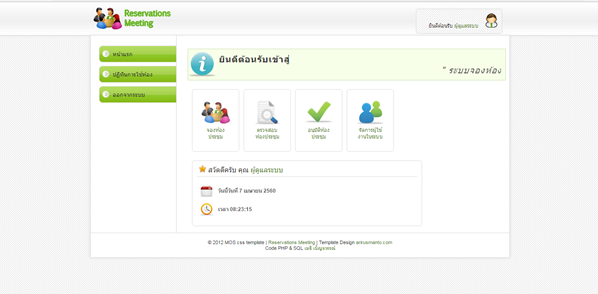 Reservations
Meeting
ยินดีต้อนรับ ผู้ดูแลระบบ
หน้าแรก
ปฏิทินการใช้ห้อง
ออกจากระบบ
ยินดีต้อนรับเข้าสู่
" ระบบจองห้อง
จองห้อง
ประชุม
ตรวจสอบ
ห้องประชุม
อนุมัติห้อง
ประชุม
จัดการผู้ใช้
งานในระบบ
สวัสดีครับ คุณ ผู้ดูแลระบบ
วันนี้วันที่ 7 เมษายน 2560
เวลา 08:23:15
© 2012 MOS css template | Reservations Meeting | Template Design arirusmanto.com
Code PHP & SQL